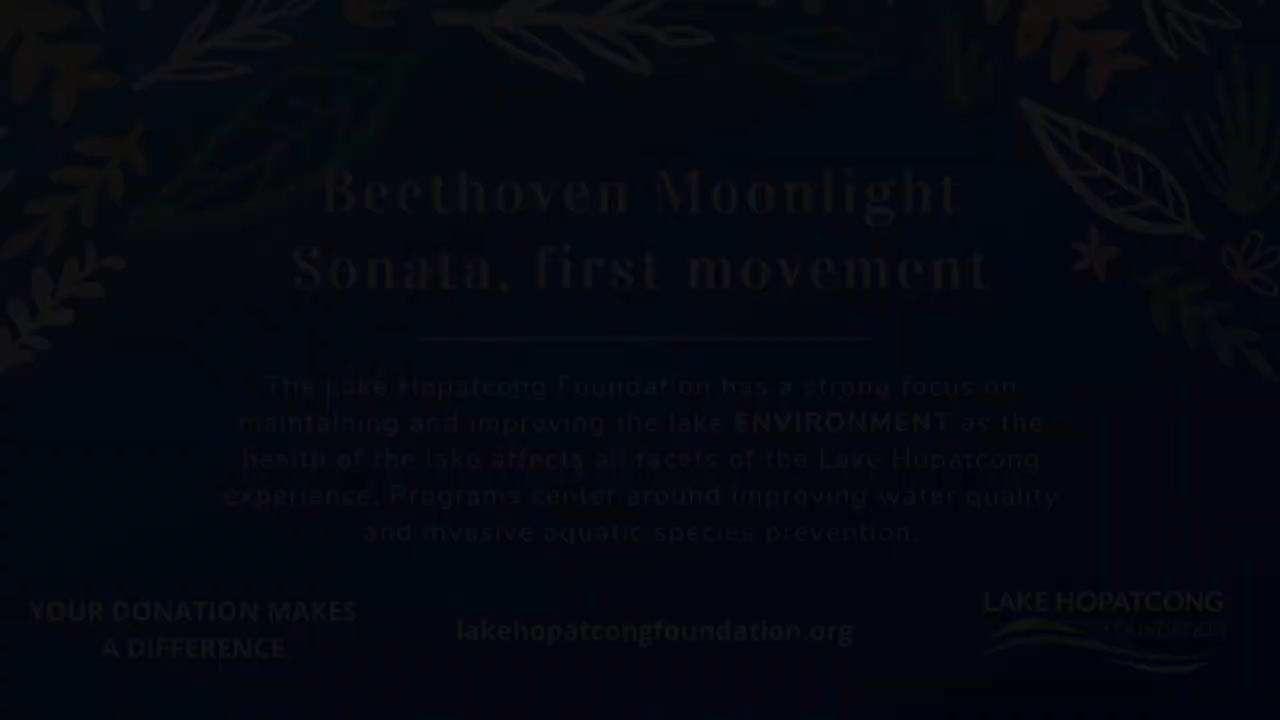 Beethoven Moonlight
Sonata, first movement
The Lake Hopatcong Foundation has a strong focus on
maintaining and improving the lake ENVIRONMENT as the
health of the lake affects all facets of the Lake Hopatcong
experience. Programs center around improving water quality
and invasive aquatic species prevention.
YOUR DONATION MAKES
A DIFFERENCE
lakehopatcongfoundation.org
LAKE HOPATCONG
FOUNDATION